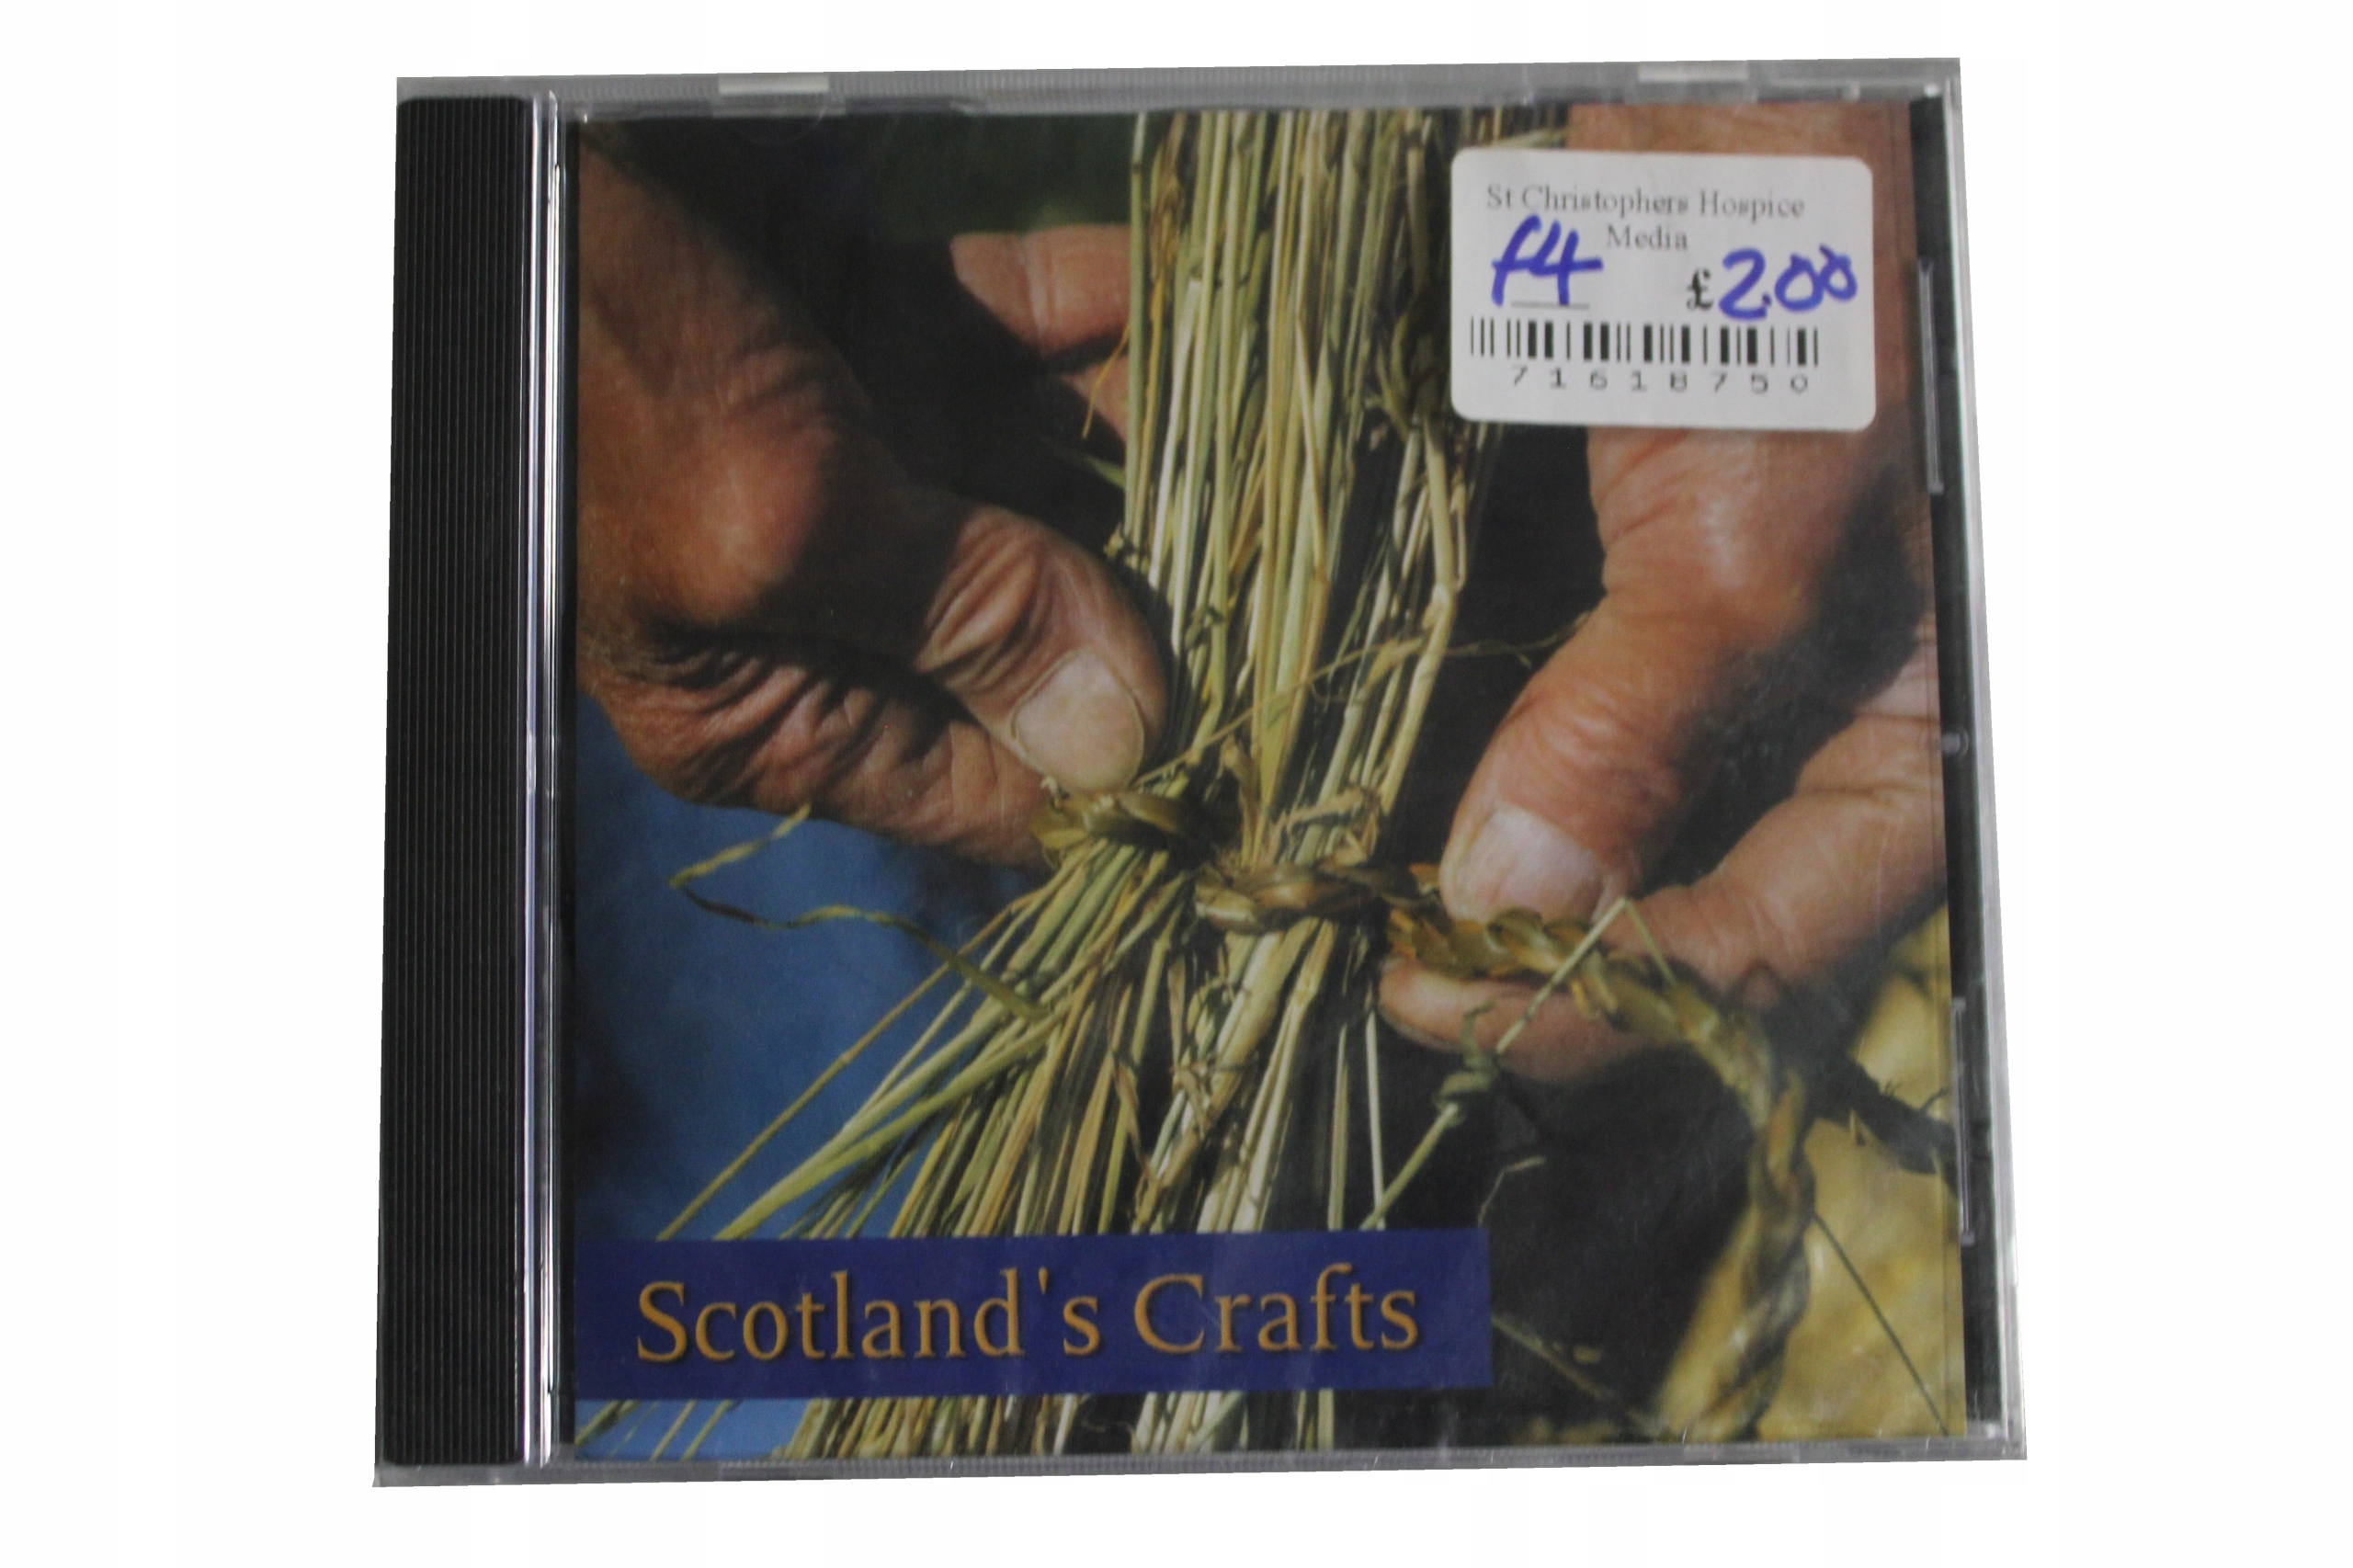 St Christophers Hospice
Media
f4 £2.00
71618750
Scotland's Crafts